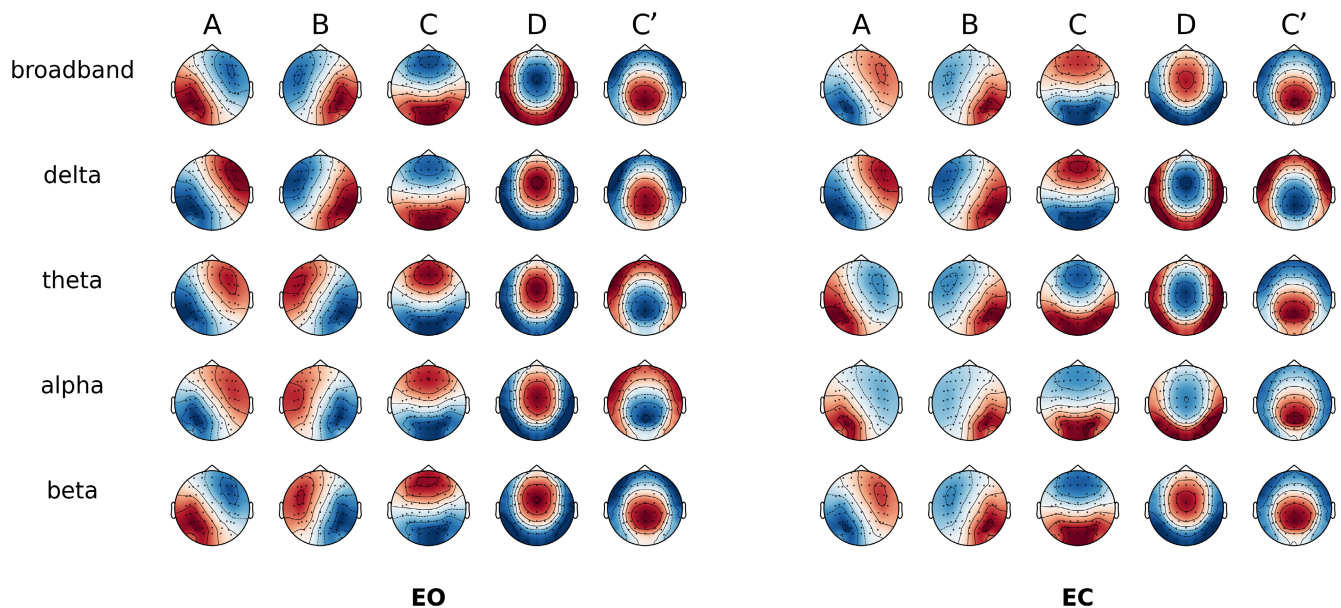 A B C D C’ A B C D C’
broadband
delta
theta
alpha
beta
EO EC